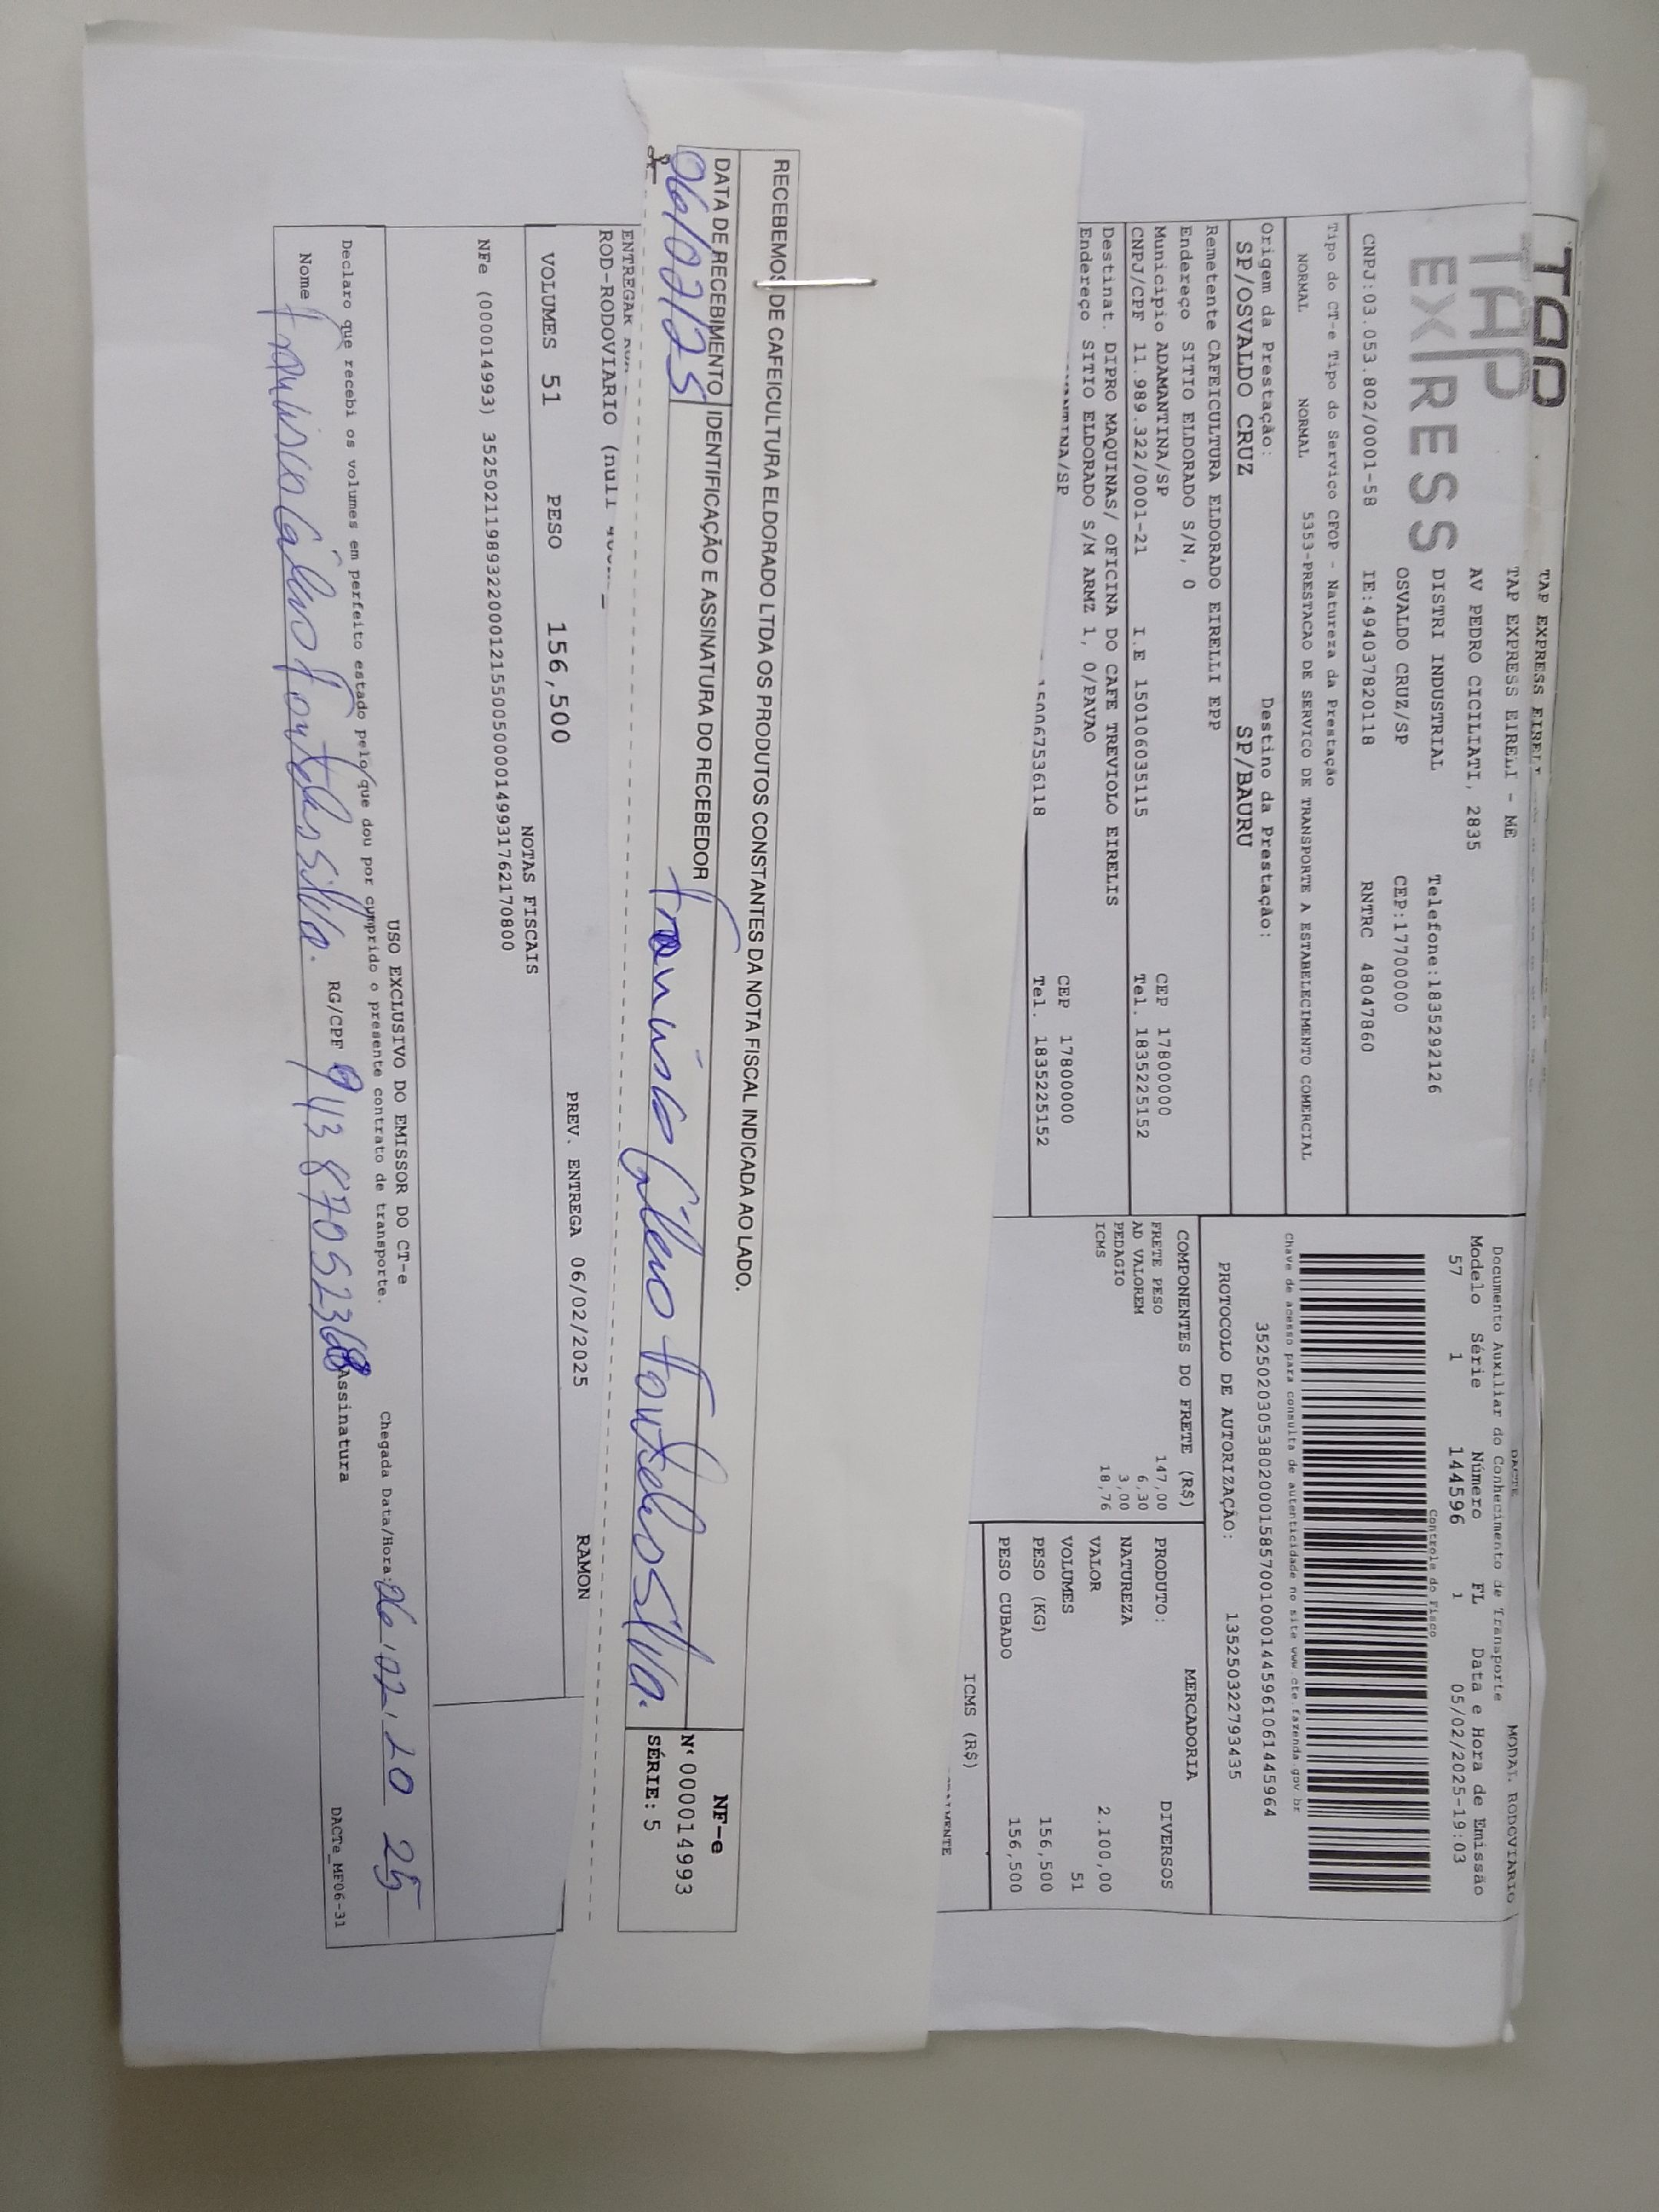 TAP EXPRESS EIRELI
TAP
TAP EXPRESS
TAP EXPRESS EIRELI - ME
AV PEDRO CICILIATI, 2835
DISTRI INDUSTRIAL Telefone:1835292126
OSVALDO CRUZ/SP CEP:17700000
CNPJ:03.053.802/0001-58 IE:494037820118 RNTRC 48047860
DACTE
MODAL RODOVIARIO
Documento Auxiliar do Conhecimento de Transporte
Modelo Série Número FL Data e Hora de Emissão
57 1 144596 1 05/02/2025-19:03
Controle do Fisco
Chave de acesso para consulta de autenticidade no site www.cte.fazenda.gov.br
35250203053802000158570010001445961061445964
PROTOCOLO DE AUTORIZAÇÃO: 135250322793435
Tipo do CT-e Tipo do Serviço CFOP - Natureza da Prestação
NORMAL NORMAL 5353-PRESTACAO DE SERVICO DE TRANSPORTE A ESTABELECIMENTO COMERCIAL
Origem da Prestação: Destino da Prestação:
SP/OSVALDO CRUZ SP/BAURU
Remetente CAFEICULTURA ELDORADO EIRELLI EPP
Endereço SITIO ELDORADO S/N, 0
Municipio ADAMANTINA/SP CEP 17800000
CNPJ/CPF 11.989.322/0001-21 I.E 150106035115 Tel. 1835225152
Destinat. DIPRO MAQUINAS/ OFICINA DO CAFE TREVIOLO EIRELIS
Endereço SITIO ELDORADO S/M ARMZ 1, 0/PAVAO
CEP 17800000
150067536118 Tel. 1835225152
COMPONENTES DO FRETE (R$)
FRETE PESO 147,00
AD VALOREM 6,30
PEDAGIO 3,00
ICMS 18,76
MERCADORIA
PRODUTO: DIVERSOS
NATUREZA
VALOR 2.100,00
VOLUMES 51
PESO (KG) 156,500
PESO CUBADO 156,500
ICMS (R$)
RECEBEMOS DE CAFEICULTURA ELDORADO LTDA OS PRODUTOS CONSTANTES DA NOTA FISCAL INDICADA AO LADO.
DATA DE RECEBIMENTO IDENTIFICAÇÃO E ASSINATURA DO RECEBEDOR
06/02/25
NF-e
N° 000014993
SÉRIE: 5
ENTREGAR
ROD-RODOVIARIO (null
VOLUMES 51 PESO 156,500 PREV. ENTREGA 06/02/2025 RAMON
NOTAS FISCAIS
NFe (000014993) 35250211989322000121550050000149931762170800
USO EXCLUSIVO DO EMISSOR DO CT-e
Declaro que recebi os volumes em perfeito estado pelo que dou por cumprido o presente contrato de transporte. Chegada Data/Hora:
Nome RG/CPF Assinatura
DACTe_MF06-31